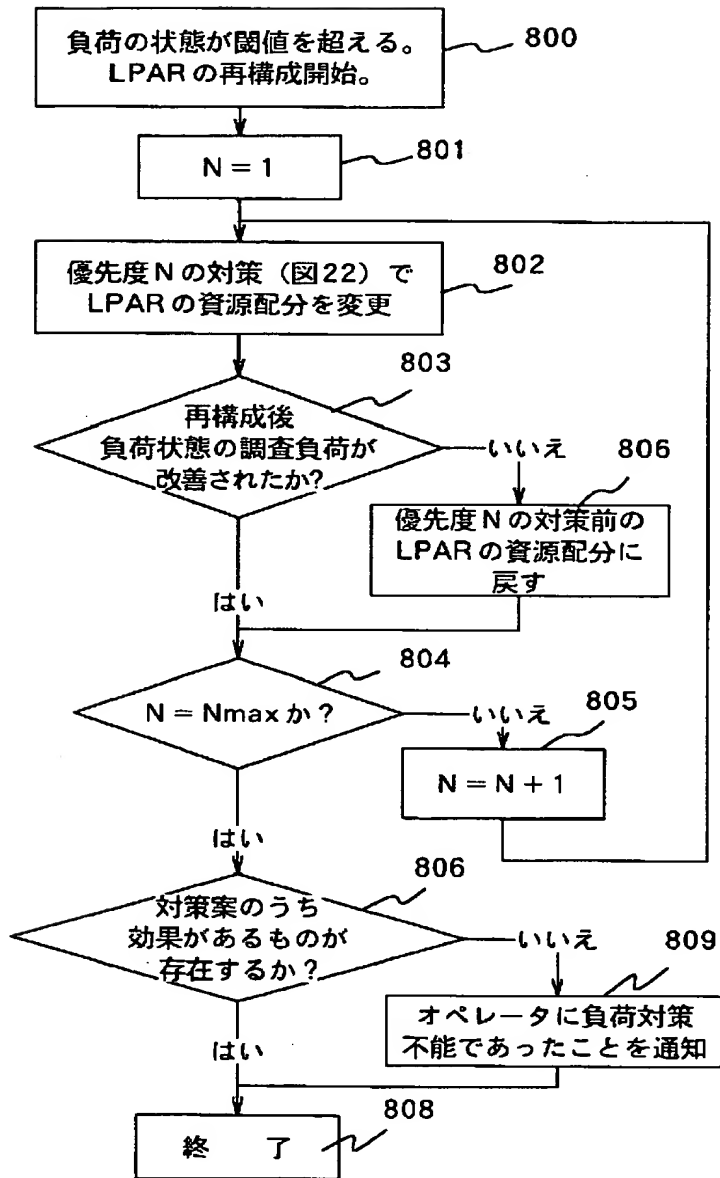 負荷の状態が閾値を超える。
LPARの再構成開始。
800
N = 1
801
優先度Nの対策（図22）で
LPARの資源配分を変更
802
803
再構成後
負荷状態の調査負荷が
改善されたか?
いいえ
806
優先度Nの対策前の
LPARの資源配分に
戻す
はい
804
N = Nmaxか？
いいえ
805
N = N + 1
はい
806
対策案のうち
効果があるものが
存在するか？
いいえ
809
オペレータに負荷対策
不能であったことを通知
はい
808
終 了